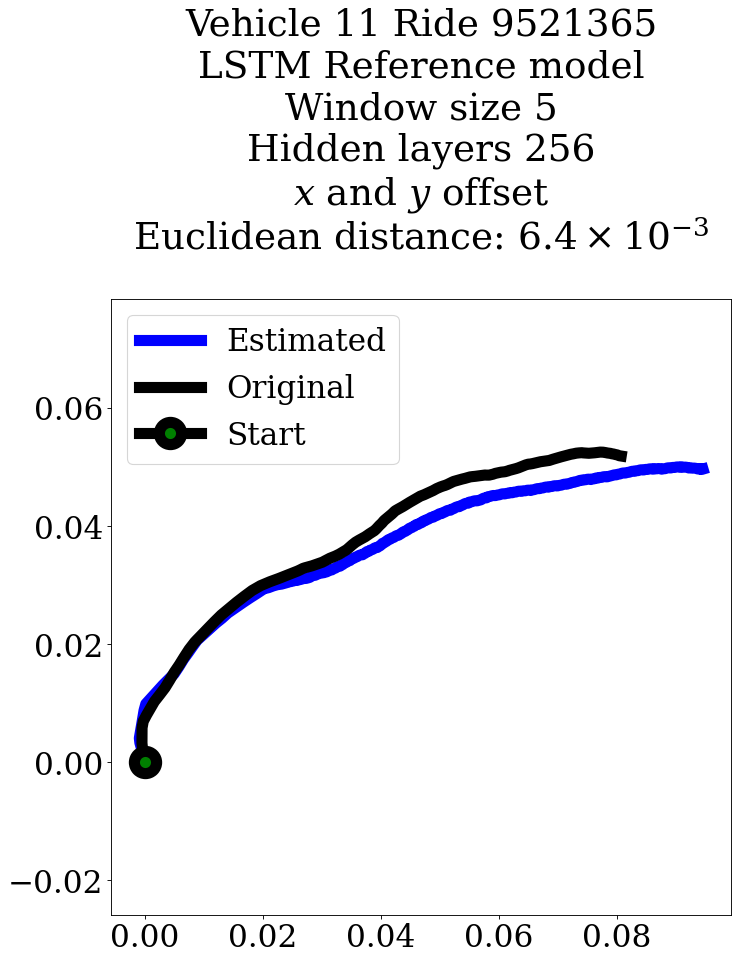 Vehicle 11 Ride 9521365
LSTM Reference model
Window size 5
Hidden layers 256
x and y offset
Euclidean distance: 6.4 × 10⁻³
Estimated
Original
Start
0.06
0.04
0.02
0.00
−0.02
0.00 0.02 0.04 0.06 0.08